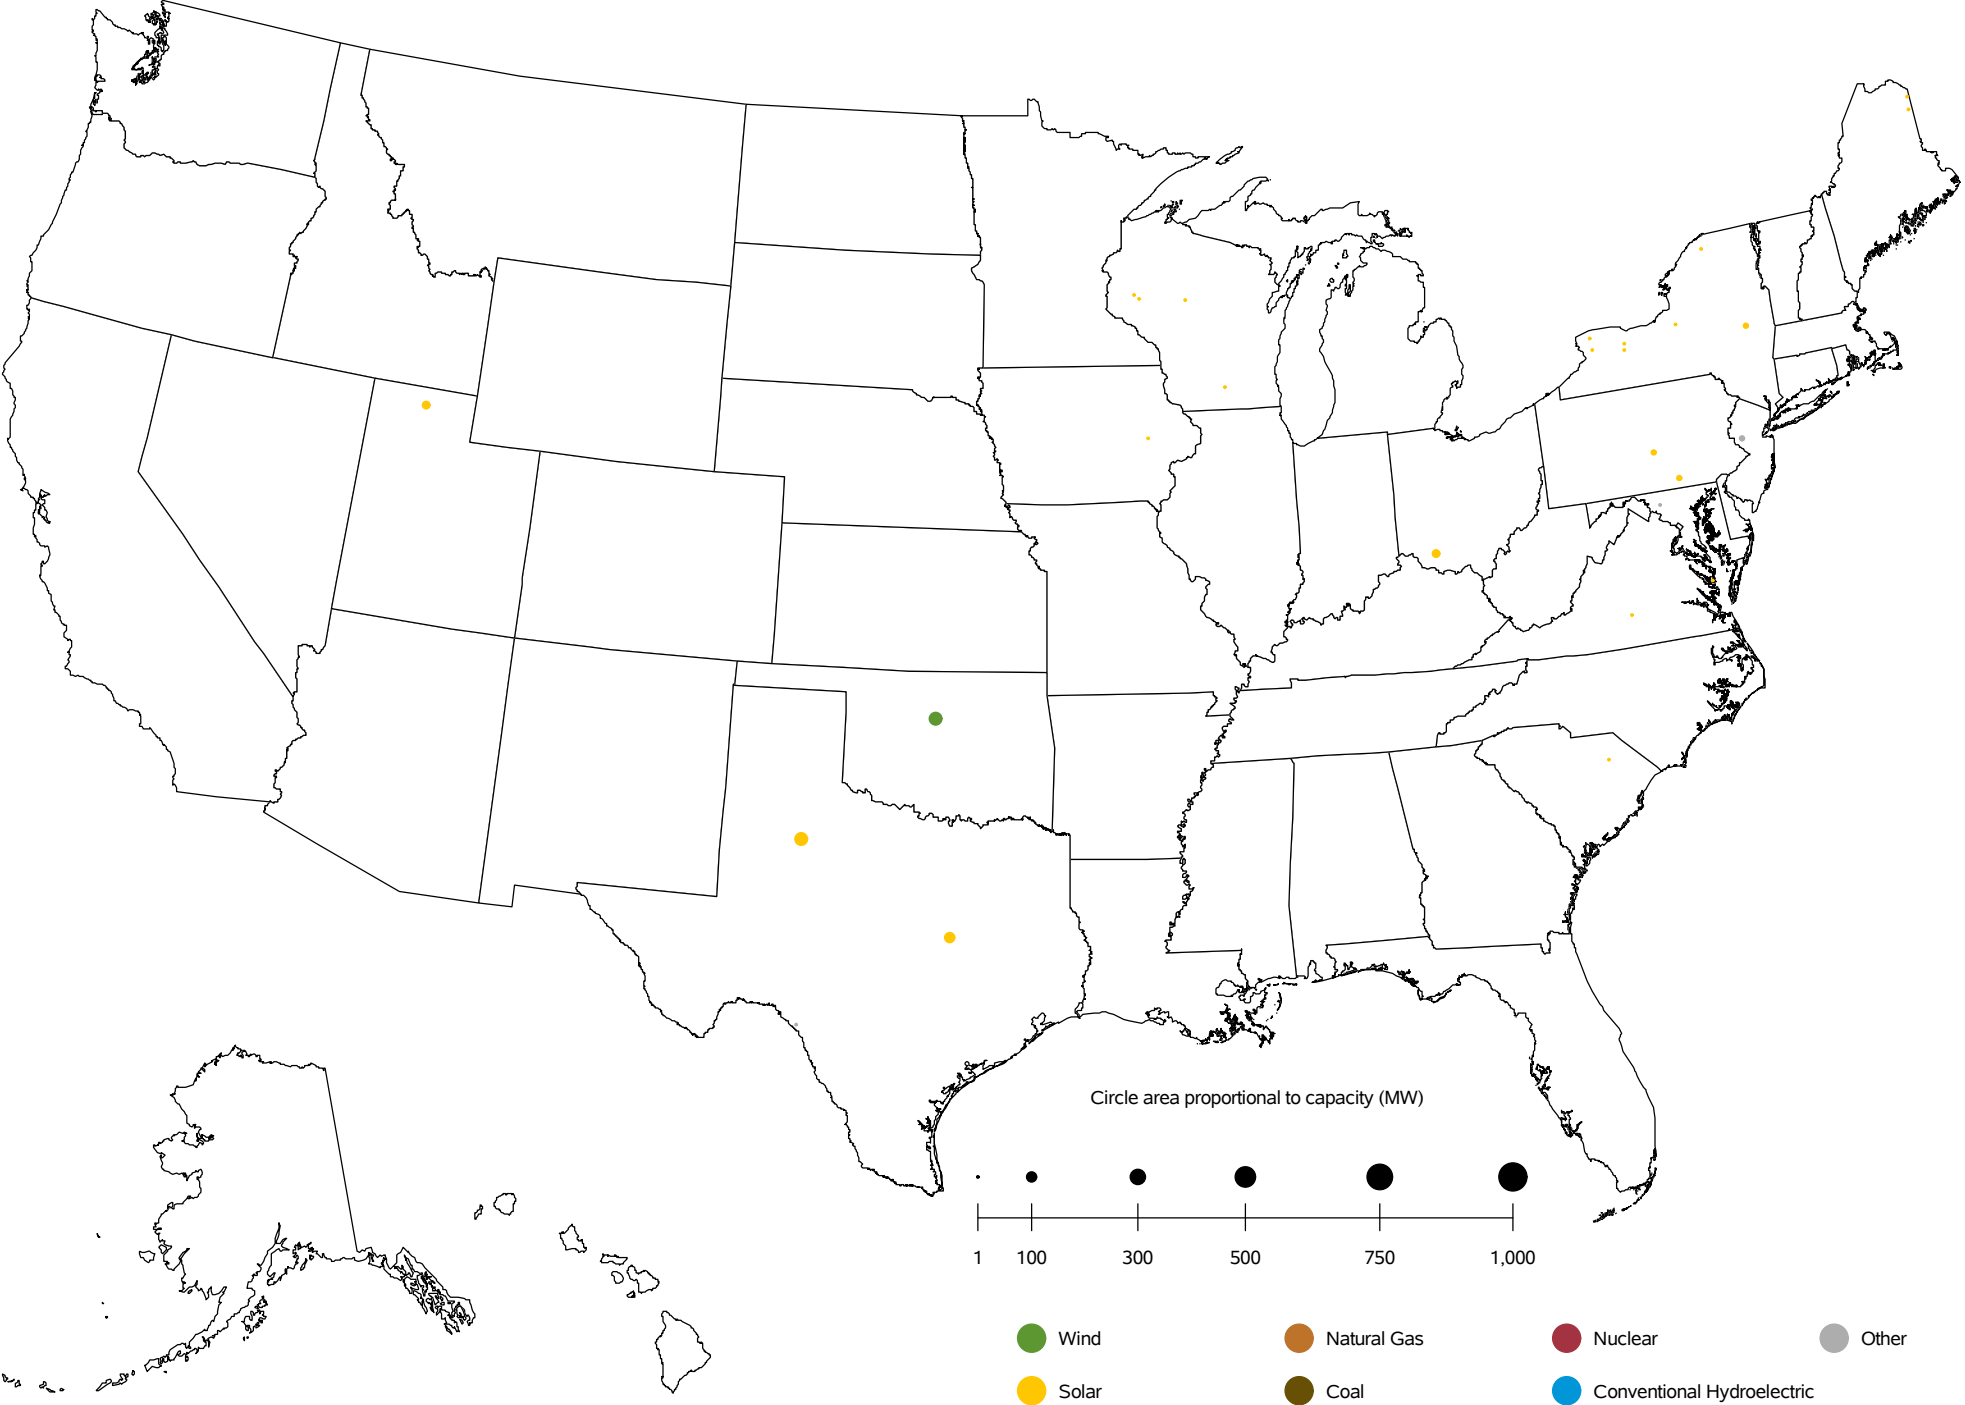 Circle area proportional to capacity (MW)
1 100 300 500 750 1,000
Wind Natural Gas Nuclear Other
Solar Coal Conventional Hydroelectric